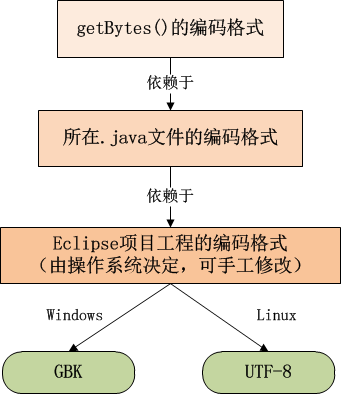 getBytes()的编码格式
依赖于
所在.java文件的编码格式
依赖于
Eclipse项目工程的编码格式
（由操作系统决定，可手工修改）
Windows
Linux
GBK
UTF-8